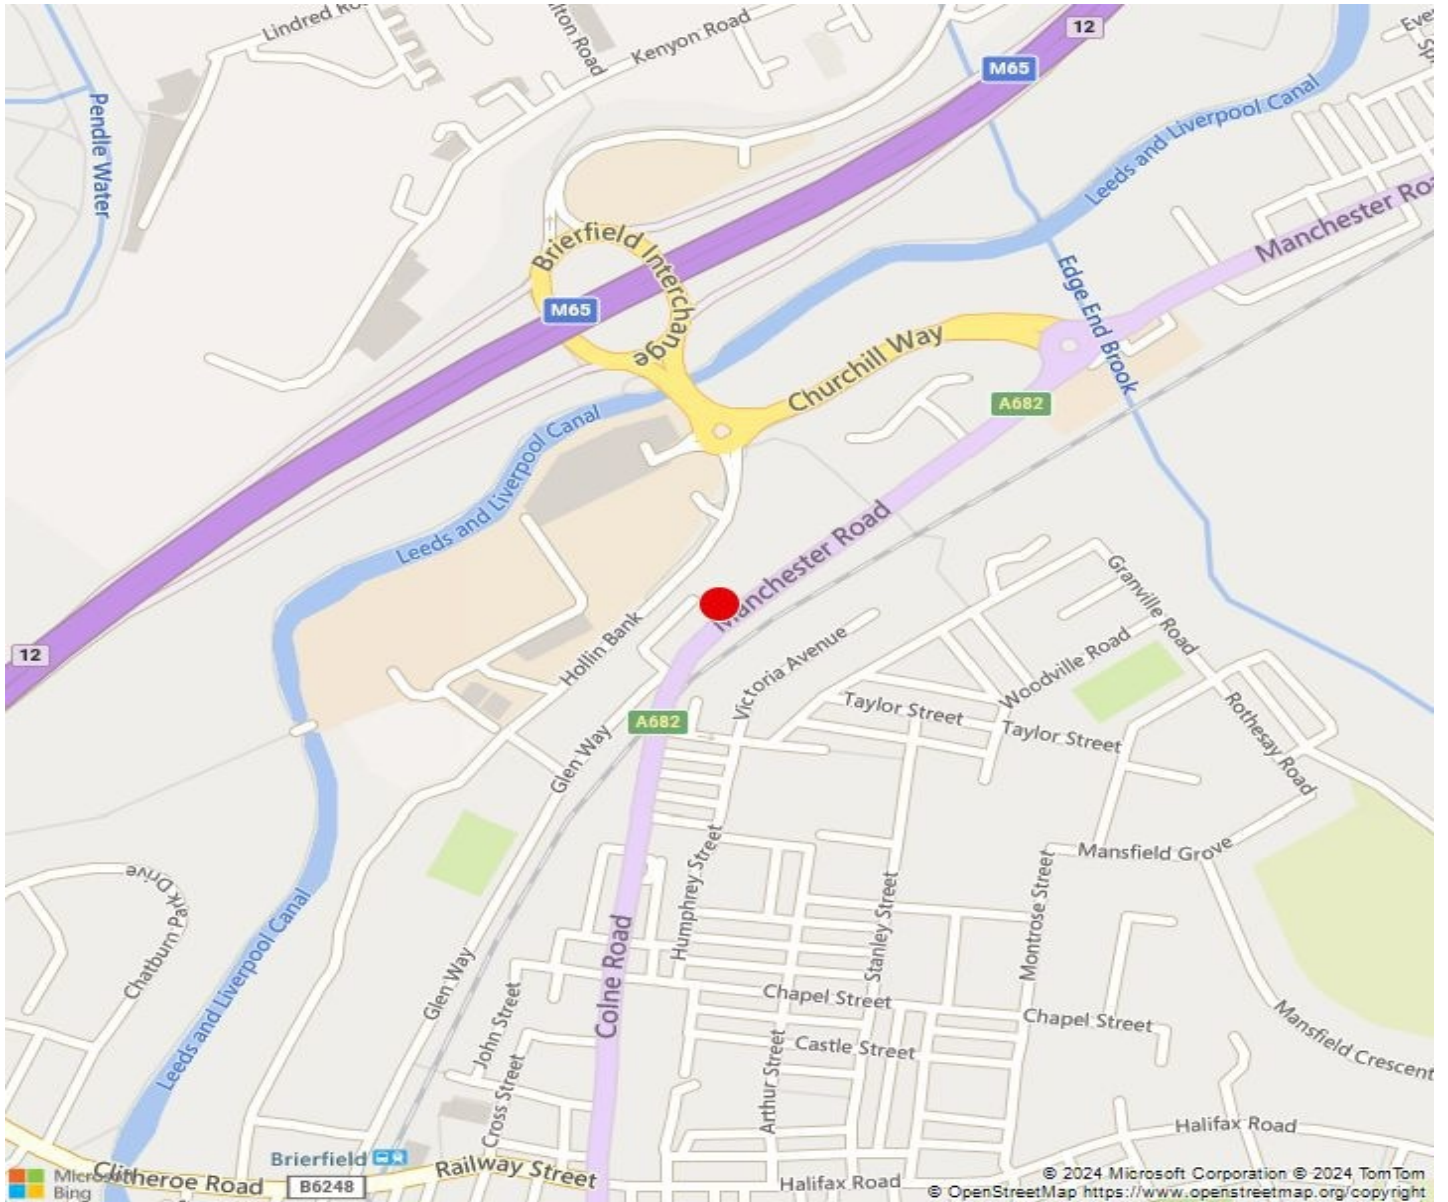 Lindred Ro
lton Road
Kenyon Road
12
M65
Pendle Water
Leeds and Liverpool Canal
Manchester Roa
Brierfield Interchange
M65
Edge End Brook
Churchill Way
A682
Leeds and Liverpool Canal
Manchester Road
12
Hollin Bank
Victoria Avenue
Granville Road
Woodville Road
Taylor Street
Taylor Street
Rothesay Road
A682
Glen Way
Park Drive
Chatburn
Leeds and Liverpool Canal
Humphrey Street
Stanley Street
Montrose Street
Mansfield Grove
Colne Road
Glen Way
John Street
Cross Street
Chapel Street
Chapel Street
Castle Street
Arthur Street
Mansfield Crescent
Halifax Road
Brierfield
Clitheroe Road
B6248
Railway Street
Halifax Road
Microsoft
Bing
© 2024 Microsoft Corporation © 2024 TomTom
© OpenStreetMap https://www.openstreetmap.org/copyright